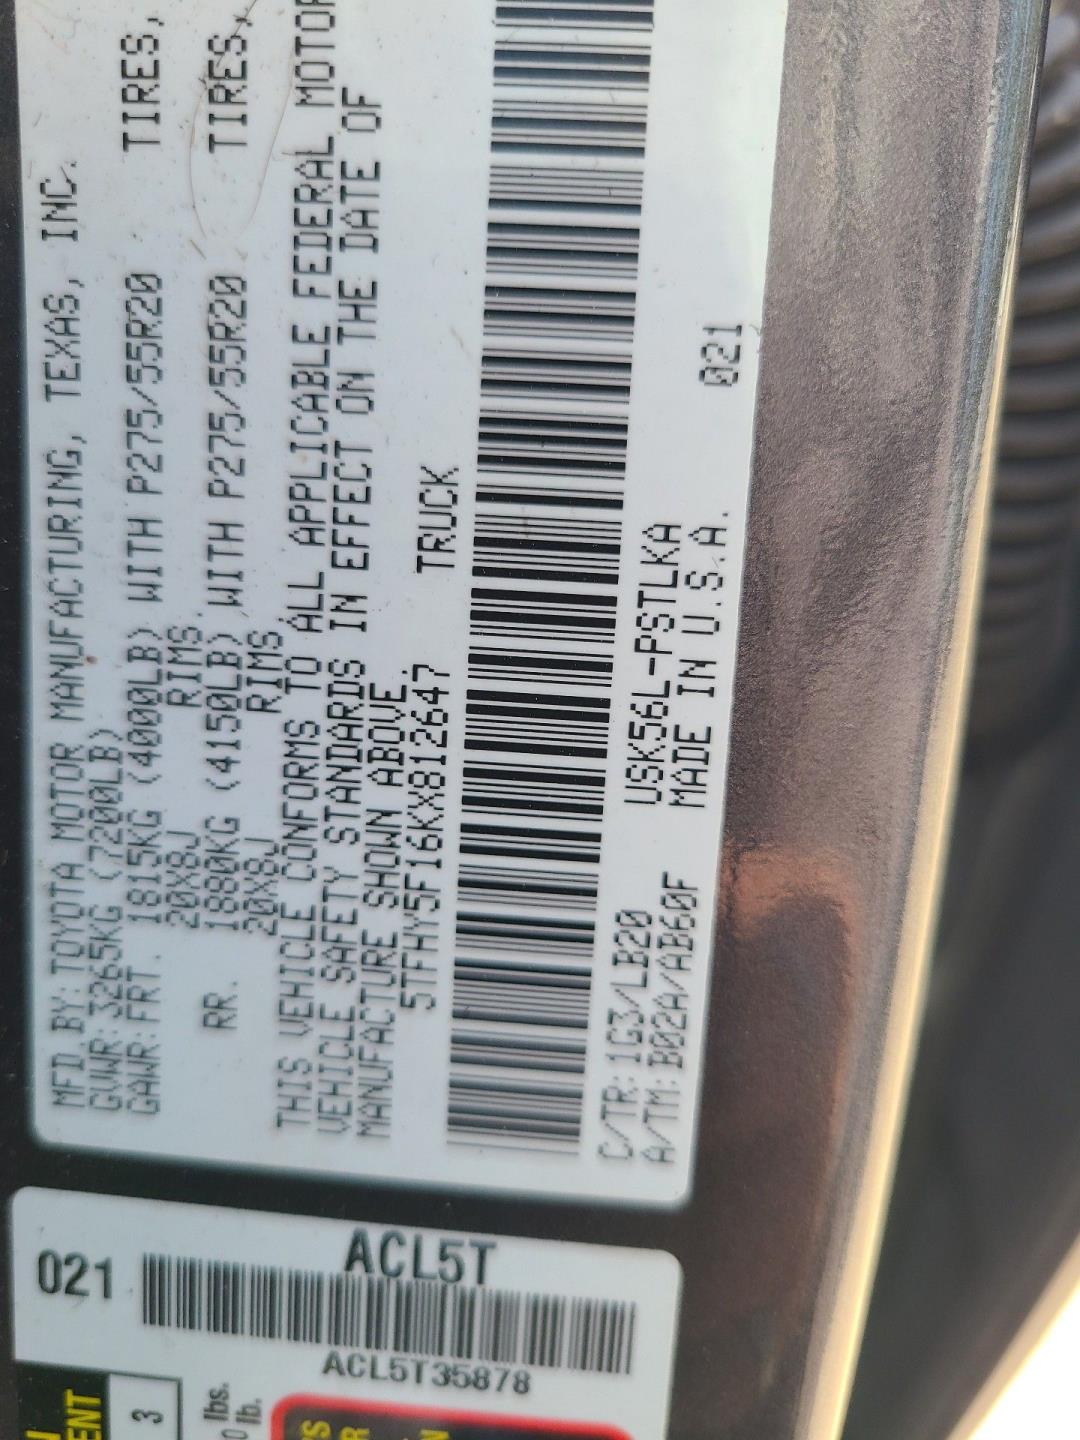 MFD.BY:TOYOTA MOTOR MANUFACTURING, TEXAS, INC.
GVWR:3265KG (7200LB)
GAWR:FRT. 1815KG (4000LB) WITH P275/55R20 TIRES,
20X8J RIMS,
RR. 1880KG (4150LB) WITH P275/55R20 TIRES,
20X8J RIMS,
THIS VEHICLE CONFORMS TO ALL APPLICABLE FEDERAL MOTOR
VEHICLE SAFETY STANDARDS IN EFFECT ON THE DATE OF
MANUFACTURE SHOWN ABOVE.
5TFHY5F16KX812647 TRUCK
C/TR: 1G3/LB20 USK56L-PSTLKA 021
A/TM: B02A/AB60F MADE IN U.S.A.
021 ACL5T
ACL5T35878
3
lbs.
lb.